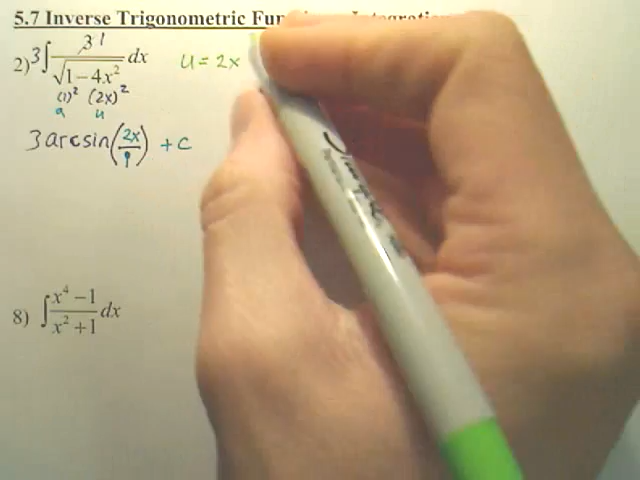 5.7 Inverse Trigonometric Fun
2) 3∫ 3 1 / √(1 − 4x²) dx U = 2x
(1)² (2x)²
a u
3 arcsin(2x/1) + C
8) ∫ (x⁴ − 1)/(x² + 1) dx